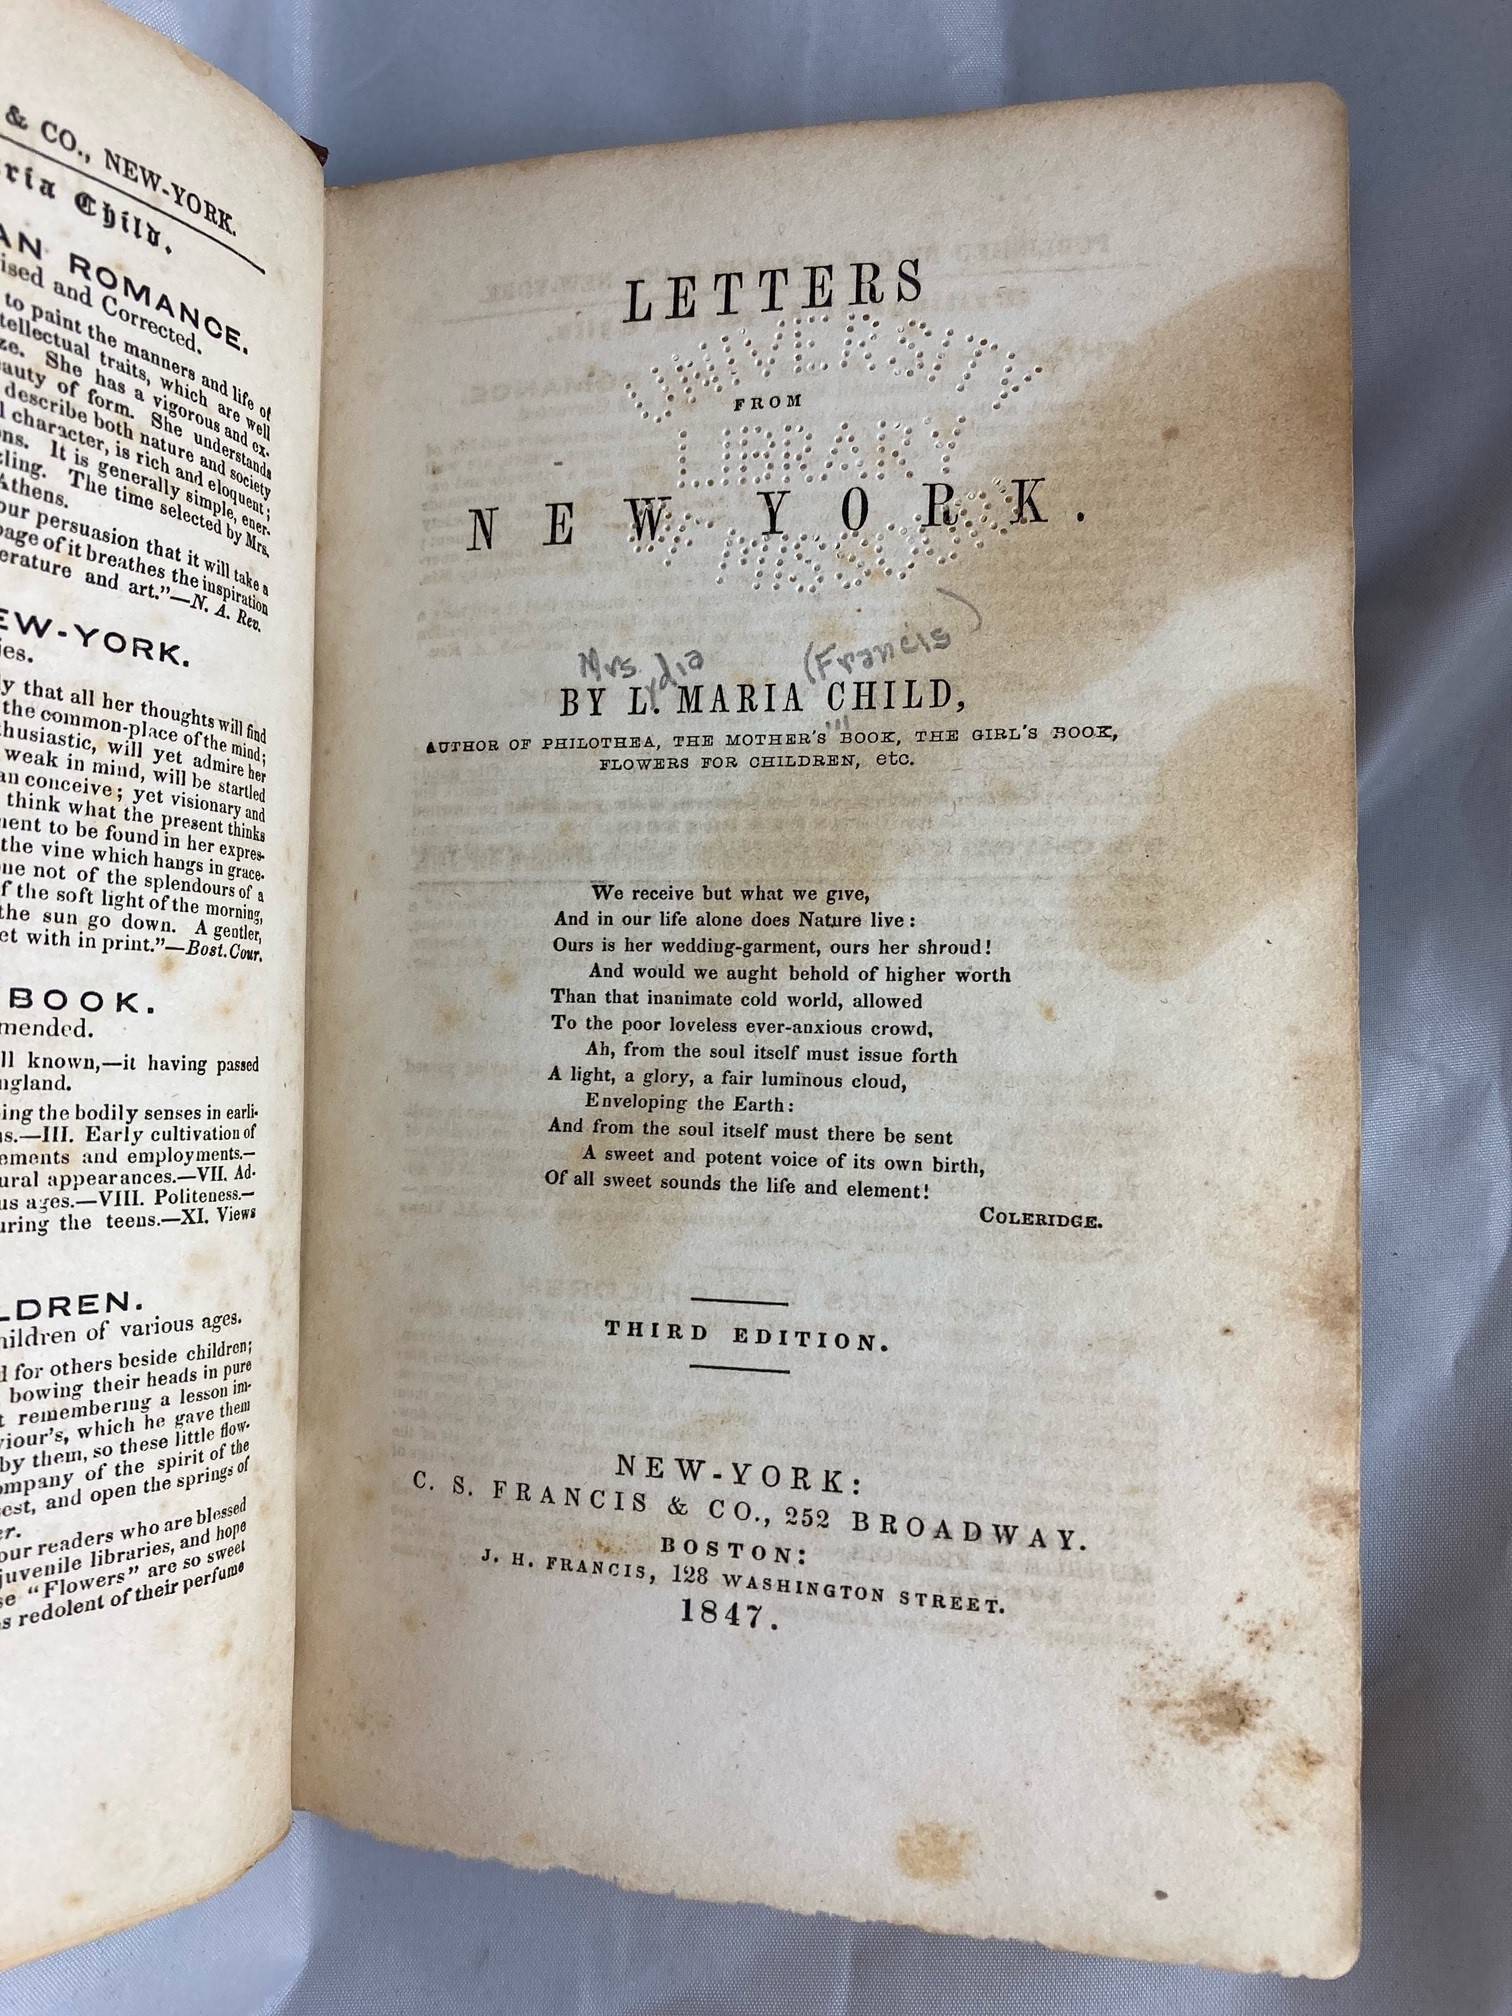 & CO., NEW-YORK.
ria Child.
AN ROMANCE.
ised and Corrected.
to paint the manners and life of
tellectual traits, which are well
ze. She has a vigorous and ex-
auty of form. She understands
describe both nature and society
l character, is rich and eloquent;
ns. It is generally simple, ener-
zling. The time selected by Mrs.
Athens.
our persuasion that it will take a
page of it breathes the inspiration
erature and art."—N. A. Rev.
EW-YORK.
ies.
y that all her thoughts will find
the common-place of the mind;
thusiastic, will yet admire her
weak in mind, will be startled
an conceive; yet visionary and
think what the present thinks
ment to be found in her expres-
the vine which hangs in grace-
one not of the splendours of a
f the soft light of the morning,
the sun go down. A gentler,
et with in print."—Bost. Cour.
BOOK.
mended.
ll known,—it having passed
ngland.
ing the bodily senses in earli-
s.—III. Early cultivation of
ements and employments.—
ural appearances.—VII. Ad-
us ages.—VIII. Politeness.—
uring the teens.—XI. Views
LDREN.
hildren of various ages.
d for others beside children;
bowing their heads in pure
t remembering a lesson im-
viour's, which he gave them
by them, so these little flow-
ompany of the spirit of the
est, and open the springs of
er.
our readers who are blessed
juvenile libraries, and hope
se "Flowers" are so sweet
s redolent of their perfume
LETTERS
UNIVERSITY
FROM
LIBRARY
NEW-YORK.
OF MISSOURI
Mrs. ydia (Francis)
BY L. MARIA CHILD,
AUTHOR OF PHILOTHEA, THE MOTHER'S BOOK, THE GIRL'S BOOK,
FLOWERS FOR CHILDREN, etc.
We receive but what we give,
And in our life alone does Nature live:
Ours is her wedding-garment, ours her shroud!
And would we aught behold of higher worth
Than that inanimate cold world, allowed
To the poor loveless ever-anxious crowd,
Ah, from the soul itself must issue forth
A light, a glory, a fair luminous cloud,
Enveloping the Earth:
And from the soul itself must there be sent
A sweet and potent voice of its own birth,
Of all sweet sounds the life and element!
COLERIDGE.
THIRD EDITION.
NEW-YORK:
C. S. FRANCIS & CO., 252 BROADWAY.
BOSTON:
J. H. FRANCIS, 128 WASHINGTON STREET.
1847.